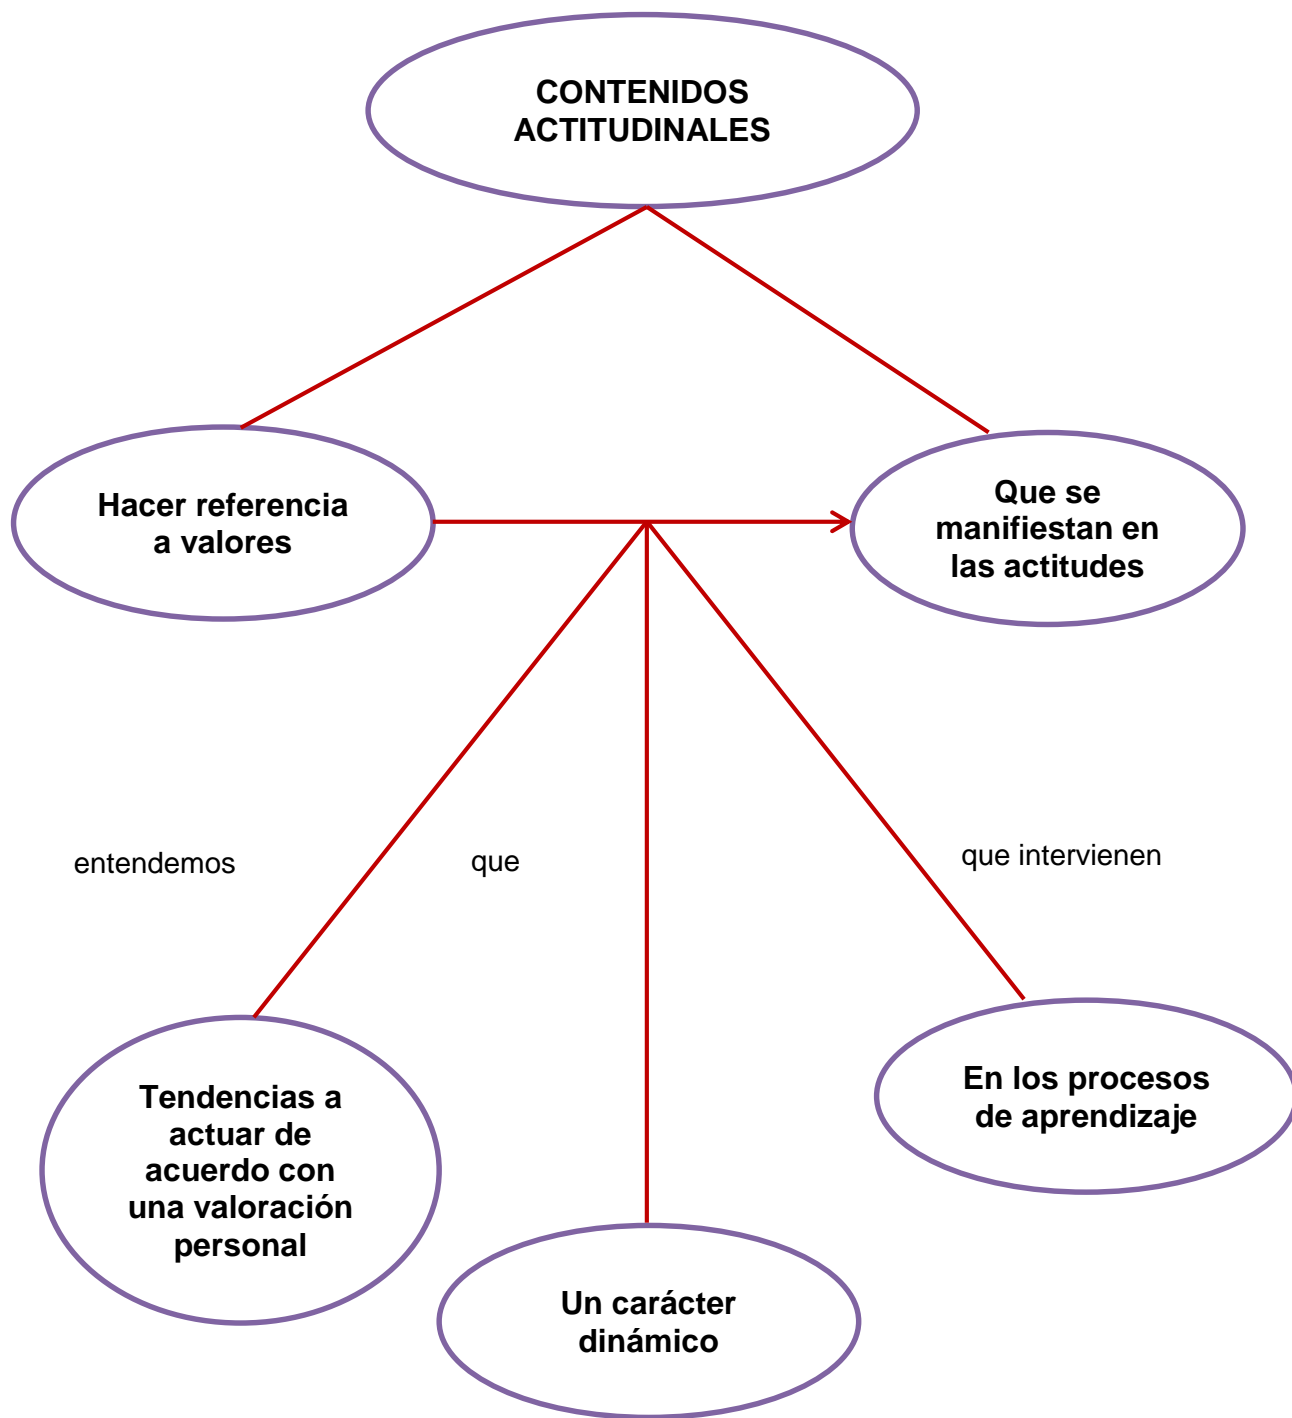 CONTENIDOS
ACTITUDINALES
Hacer referencia
a valores
Que se
manifiestan en
las actitudes
entendemos
que
que intervienen
Tendencias a
actuar de
acuerdo con
una valoración
personal
En los procesos
de aprendizaje
Un carácter
dinámico